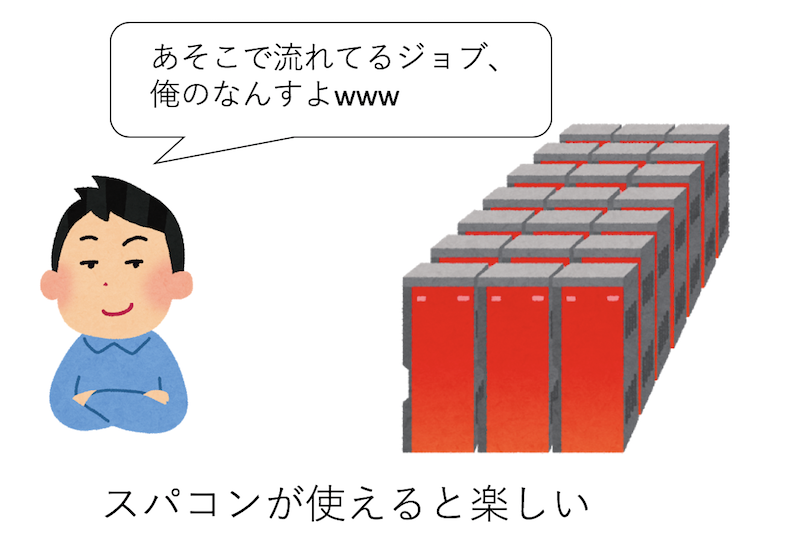 あそこで流れてるジョブ、
俺のなんすよwww
スパコンが使えると楽しい